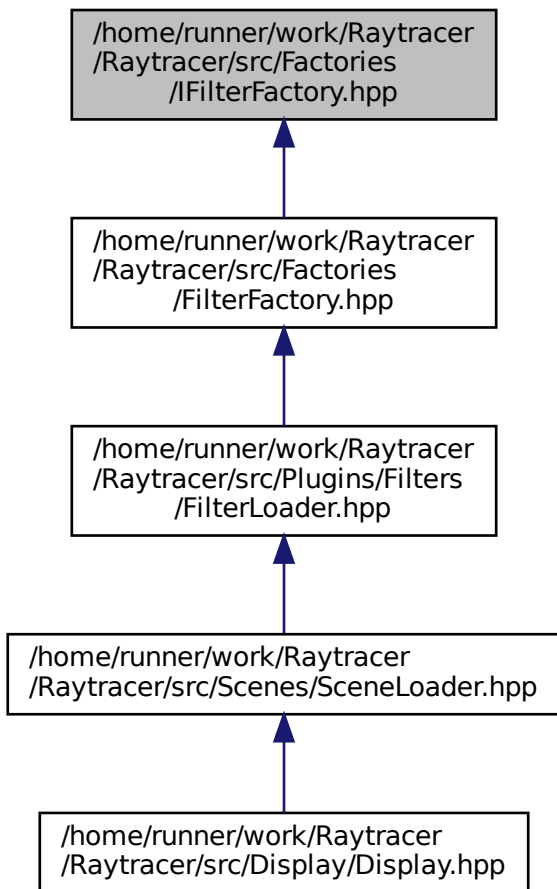 /home/runner/work/Raytracer
/Raytracer/src/Factories
/IFilterFactory.hpp
/home/runner/work/Raytracer
/Raytracer/src/Factories
/FilterFactory.hpp
/home/runner/work/Raytracer
/Raytracer/src/Plugins/Filters
/FilterLoader.hpp
/home/runner/work/Raytracer
/Raytracer/src/Scenes/SceneLoader.hpp
/home/runner/work/Raytracer
/Raytracer/src/Display/Display.hpp